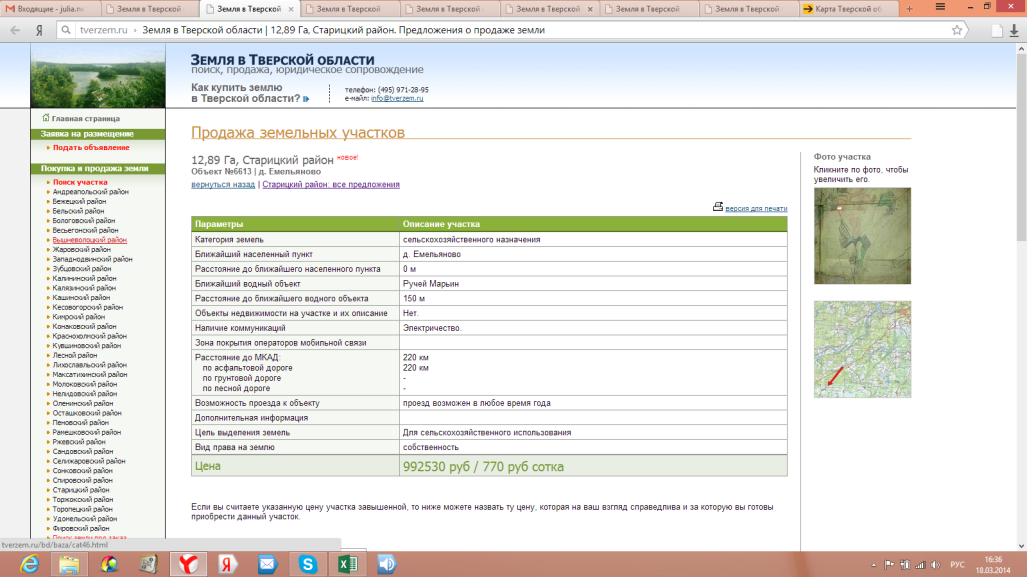 Входящие - julia.n
Земля в Тверской
Земля в Тверской
Земля в Тверской
Земля в Тверской
Земля в Тверской
Земля в Тверской
Земля в Тверской
Карта Тверской об
tverzem.ru › Земля в Тверской области | 12,89 Га, Старицкий район. Предложения о продаже земли
Земля в Тверской области
поиск, продажа, юридическое сопровождение
Как купить землю
в Тверской области?
телефон: (495) 971-28-95
e-майл: info@tverzem.ru
Главная страница
Заявка на размещение
Подать объявление
Покупка и продажа земли
Поиск участка
Андреапольский район
Бежецкий район
Бельский район
Бологовский район
Весьегонский район
Вышневолоцкий район
Жаровский район
Западнодвинский район
Зубцовский район
Калининский район
Калязинский район
Кашинский район
Кесовогорский район
Кимрский район
Конаковский район
Краснохолмский район
Кувшиновский район
Лесной район
Лихославльский район
Максатихинский район
Молоковский район
Нелидовский район
Оленинский район
Осташковский район
Пеновский район
Рамешковский район
Ржевский район
Сандовский район
Селижаровский район
Сонковский район
Спировский район
Старицкий район
Торжокский район
Торопецкий район
Удомельский район
Фировский район
Поиск земли под заказ
Продажа земельных участков
12,89 Га, Старицкий район новое!
Объект №6613 | д. Емельяново
вернуться назад | Старицкий район: все предложения
версия для печати
Параметры Описание участка
Категория земель сельскохозяйственного назначения
Ближайший населенный пункт д. Емельяново
Расстояние до ближайшего населенного пункта 0 м
Ближайший водный объект Ручей Марьин
Расстояние до ближайшего водного объекта 150 м
Объекты недвижимости на участке и их описание Нет.
Наличие коммуникаций Электричество.
Зона покрытия операторов мобильной связи
Расстояние до МКАД: 220 км
по асфальтовой дороге 220 км
по грунтовой дороге -
по лесной дороге -
Возможность проезда к объекту проезд возможен в любое время года
Дополнительная информация
Цель выделения земель Для сельскохозяйственного использования
Вид права на землю собственность
Цена 992530 руб / 770 руб сотка
Если вы считаете указанную цену участка завышенной, то ниже можете назвать ту цену, которая на ваш взгляд справедлива и за которую вы готовы
приобрести данный участок.
Фото участка
Кликните по фото, чтобы
увеличить его.
tverzem.ru/bd/baza/cat46.html
РУС
16:36
18.03.2014